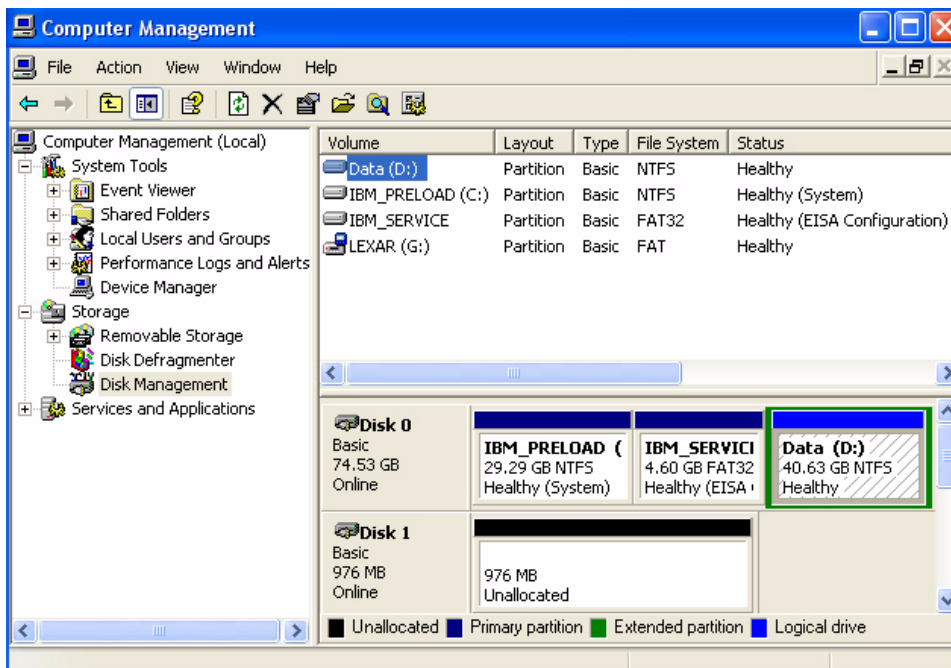 Computer Management
File Action View Window Help
Computer Management (Local)
System Tools
Event Viewer
Shared Folders
Local Users and Groups
Performance Logs and Alerts
Device Manager
Storage
Removable Storage
Disk Defragmenter
Disk Management
Services and Applications
Volume Layout Type File System Status
Data (D:) Partition Basic NTFS Healthy
IBM_PRELOAD (C:) Partition Basic NTFS Healthy (System)
IBM_SERVICE Partition Basic FAT32 Healthy (EISA Configuration)
LEXAR (G:) Partition Basic FAT Healthy
Disk 0
Basic
74.53 GB
Online
IBM_PRELOAD (
29.29 GB NTFS
Healthy (System)
IBM_SERVICI
4.60 GB FAT32
Healthy (EISA
Data (D:)
40.63 GB NTFS
Healthy
Disk 1
Basic
976 MB
Online
976 MB
Unallocated
Unallocated Primary partition Extended partition Logical drive